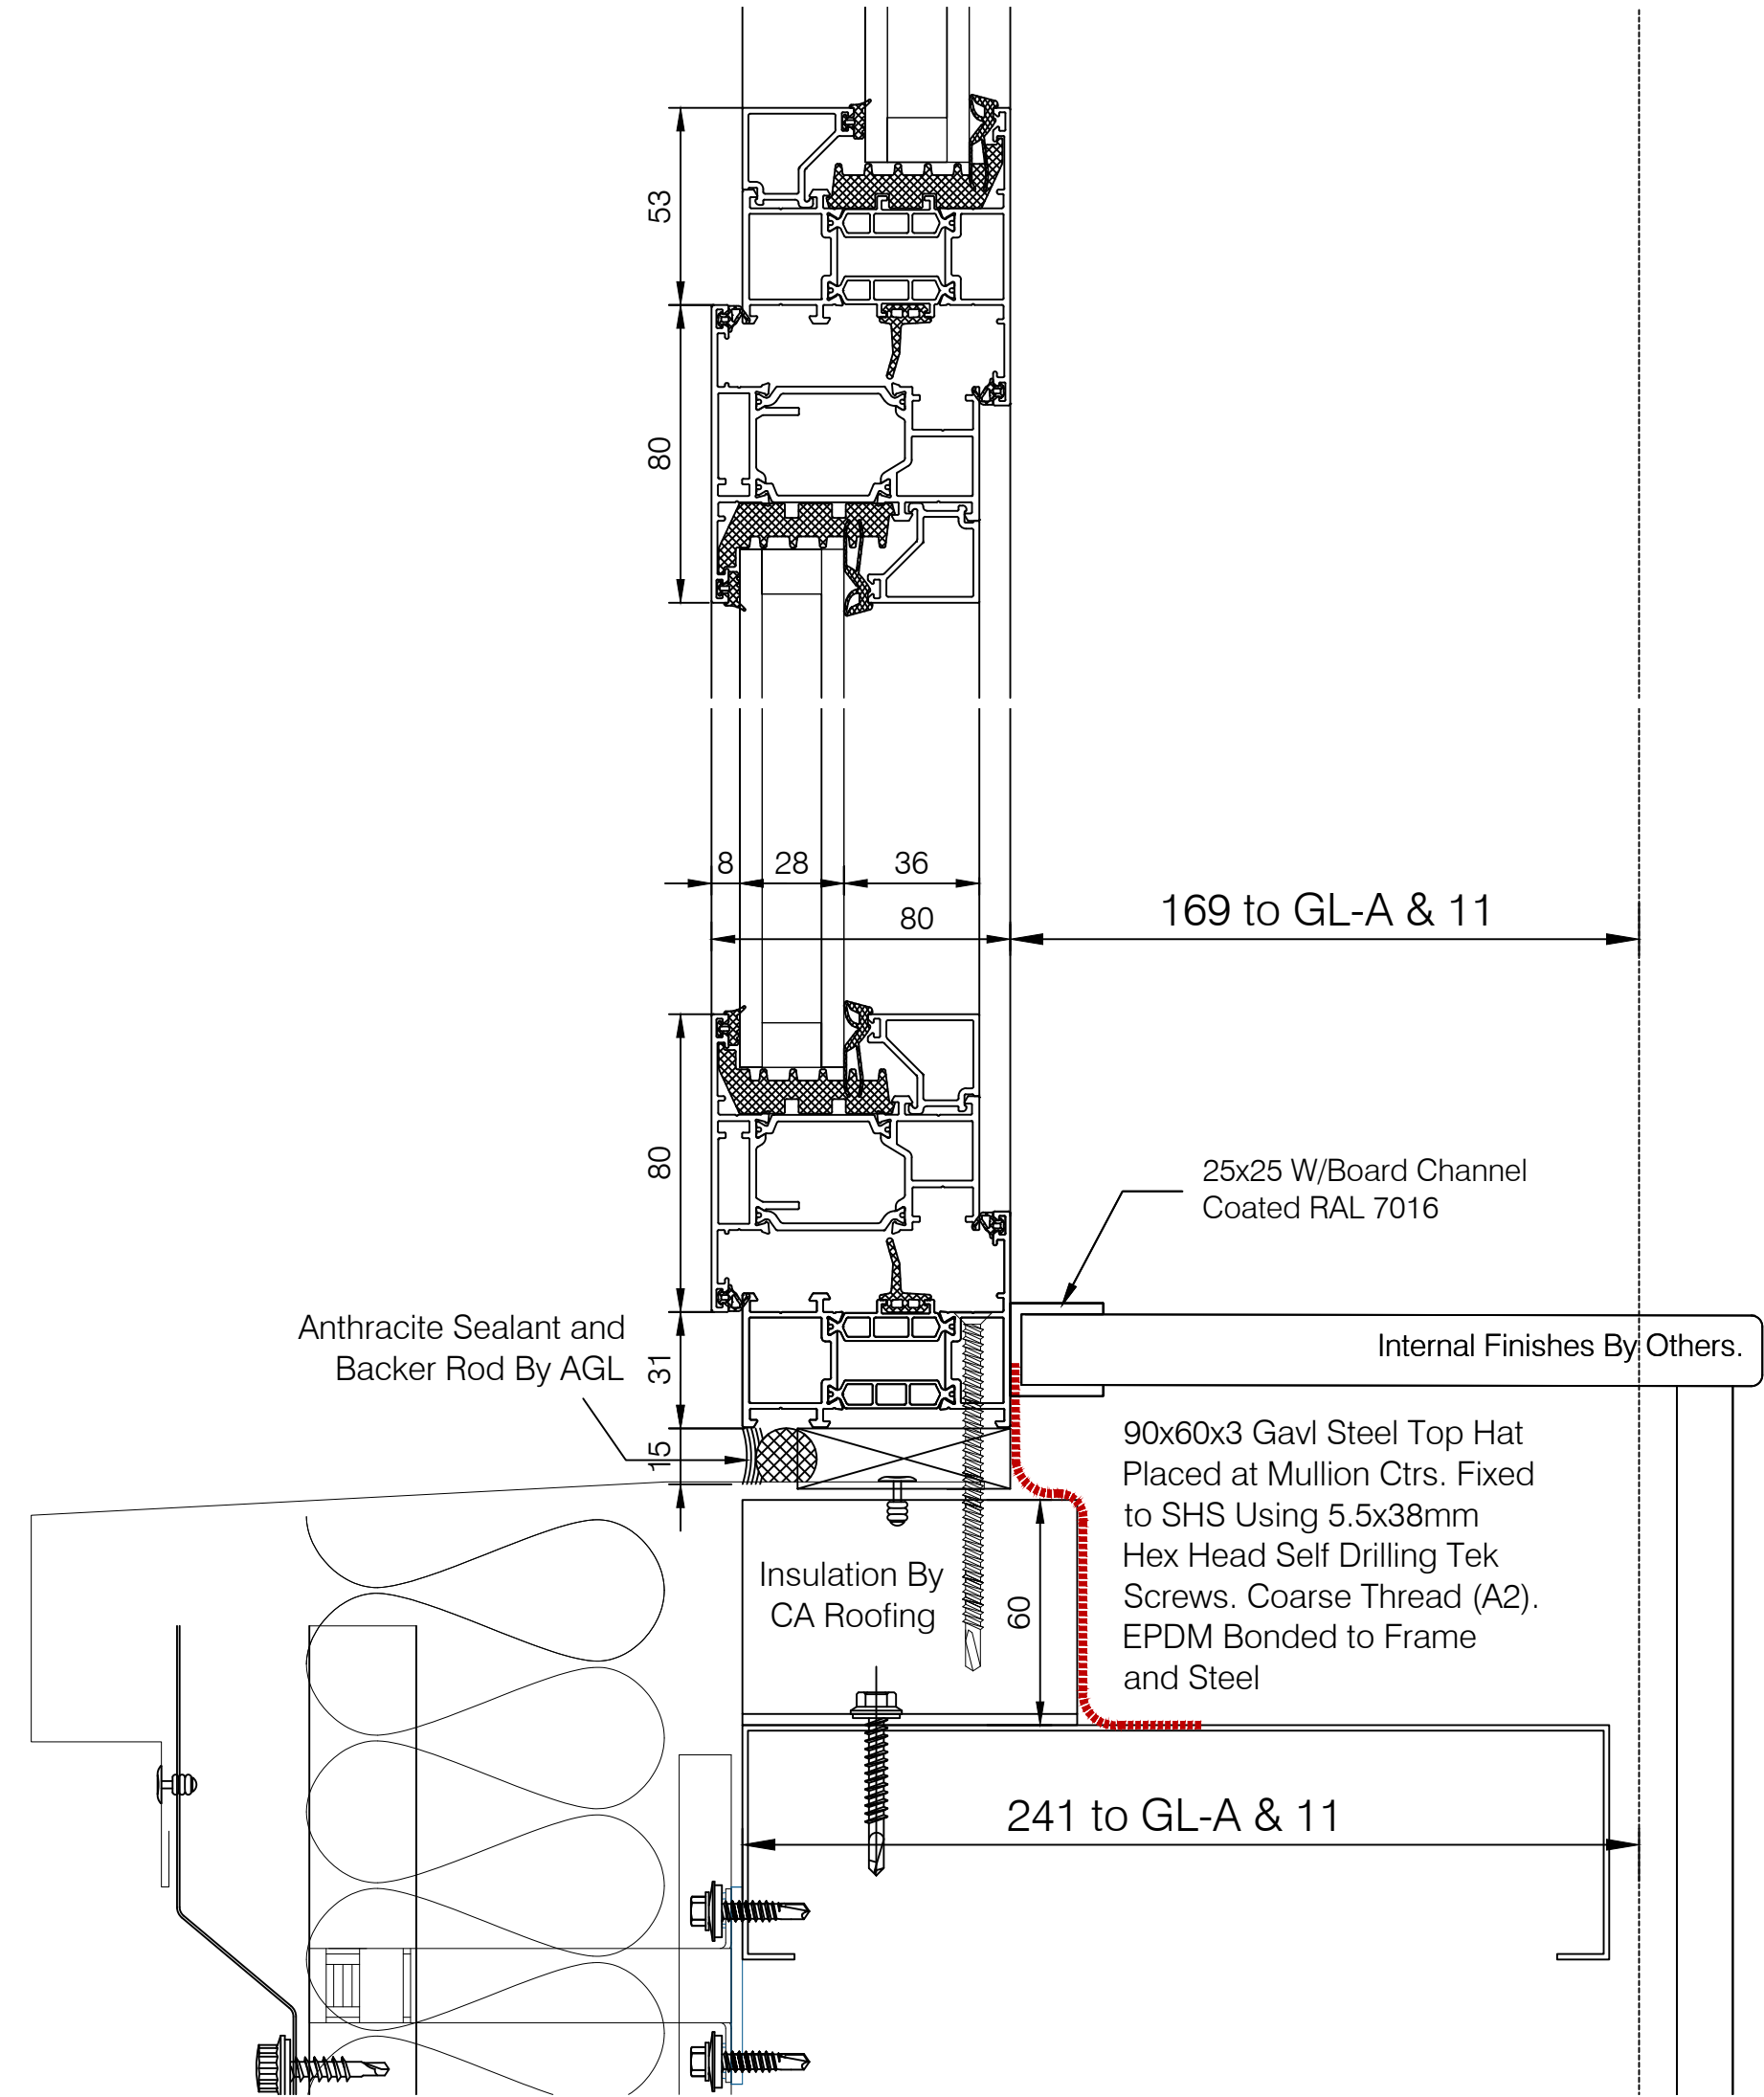 53
80
8
28
36
80
169 to GL-A & 11
80
25x25 W/Board Channel
Coated RAL 7016
Anthracite Sealant and
Backer Rod By AGL
31
15
Internal Finishes By Others.
90x60x3 Gavl Steel Top Hat
Placed at Mullion Ctrs. Fixed
to SHS Using 5.5x38mm
Hex Head Self Drilling Tek
Screws. Coarse Thread (A2).
EPDM Bonded to Frame
and Steel
Insulation By
CA Roofing
60
241 to GL-A & 11